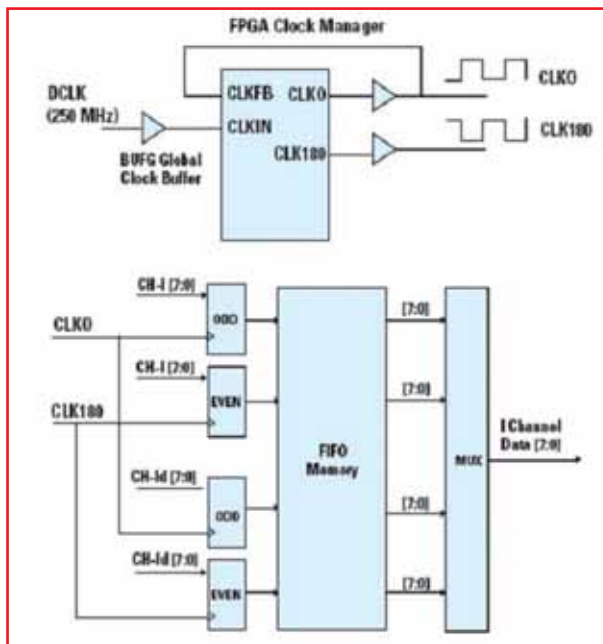 FPGA Clock Manager
DCLK
(250 MHz)
BUFG Global
Clock Buffer
CLKFB
CLKIN
CLK0
CLK180
CLK0
CLK180
CH-I [7:0]
CLK0
ODD
CH-I [7:0]
CLK180
EVEN
CH-Id [7:0]
ODD
CH-Id [7:0]
EVEN
FIFO
Memory
[7:0]
[7:0]
[7:0]
[7:0]
MUX
I Channel
Data [7:0]